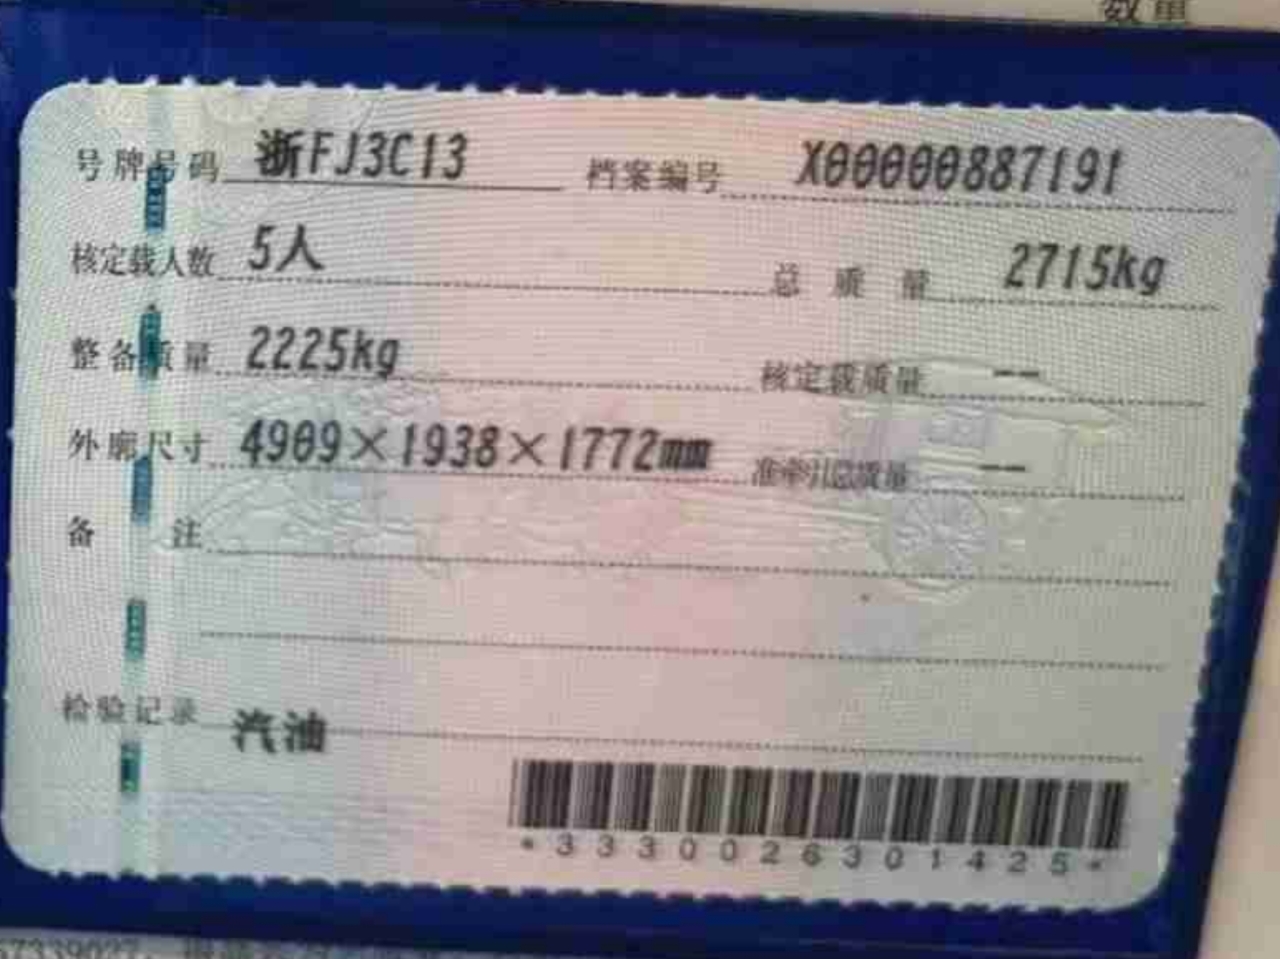 数量
号牌号码 浙FJ3C13 档案编号 X00000887191
核定载人数 5人 总质量 2715kg
整备质量 2225kg 核定载质量 --
外廓尺寸 4909×1938×1772mm 准牵引总质量 --
备注
检验记录 汽油
*3330026301425*
57339027.